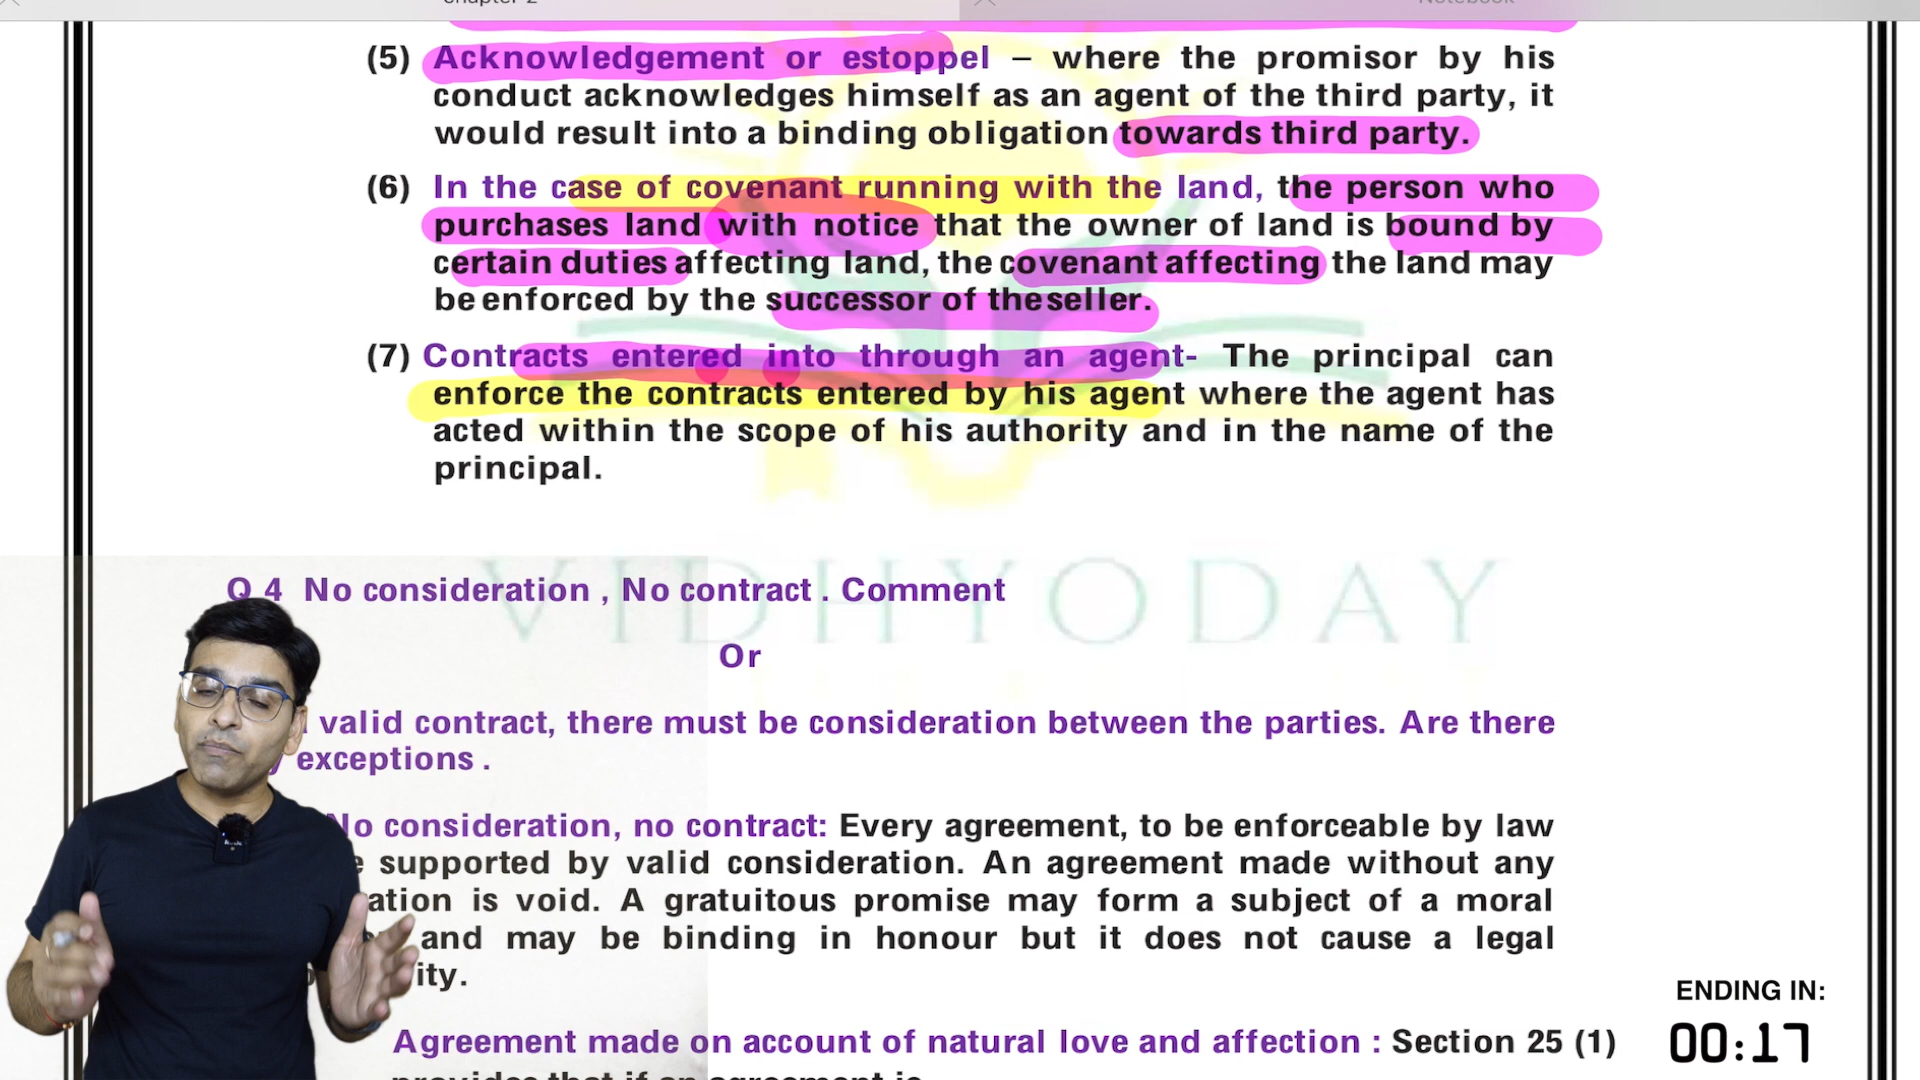 (5) Acknowledgement or estoppel – where the promisor by his
conduct acknowledges himself as an agent of the third party, it
would result into a binding obligation towards third party.
(6) In the case of covenant running with the land, the person who
purchases land with notice that the owner of land is bound by
certain duties affecting land, the covenant affecting the land may
be enforced by the successor of the seller.
(7) Contracts entered into through an agent- The principal can
enforce the contracts entered by his agent where the agent has
acted within the scope of his authority and in the name of the
principal.
VIDHYODAY
Q 4 No consideration , No contract . Comment
Or
valid contract, there must be consideration between the parties. Are there
exceptions .
No consideration, no contract: Every agreement, to be enforceable by law
supported by valid consideration. An agreement made without any
ation is void. A gratuitous promise may form a subject of a moral
and may be binding in honour but it does not cause a legal
ity.
Agreement made on account of natural love and affection : Section 25 (1)
provides that if an agreement is
ENDING IN:
00:17